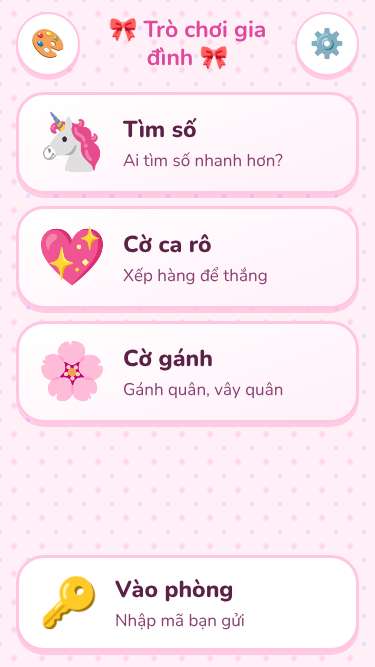 🎀 Trò chơi gia
đình 🎀
Tìm số
Ai tìm số nhanh hơn?
Cờ ca rô
Xếp hàng để thắng
Cờ gánh
Gánh quân, vây quân
Vào phòng
Nhập mã bạn gửi